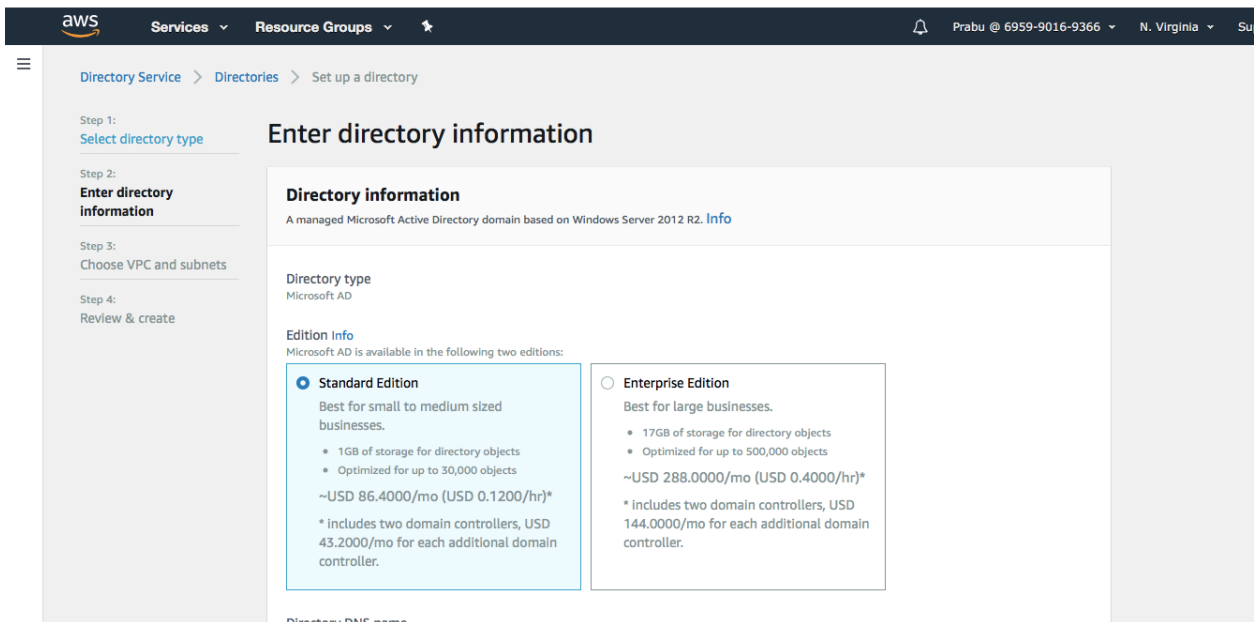 aws Services Resource Groups Prabu @ 6959-9016-9366 N. Virginia
Directory Service > Directories > Set up a directory
Step 1:
Select directory type
Step 2:
Enter directory
information
Step 3:
Choose VPC and subnets
Step 4:
Review & create
Enter directory information
Directory information
A managed Microsoft Active Directory domain based on Windows Server 2012 R2. Info
Directory type
Microsoft AD
Edition Info
Microsoft AD is available in the following two editions:
Standard Edition
Best for small to medium sized
businesses.
• 1GB of storage for directory objects
• Optimized for up to 30,000 objects
~USD 86.4000/mo (USD 0.1200/hr)*
* includes two domain controllers, USD
43.2000/mo for each additional domain
controller.
Enterprise Edition
Best for large businesses.
• 17GB of storage for directory objects
• Optimized for up to 500,000 objects
~USD 288.0000/mo (USD 0.4000/hr)*
* includes two domain controllers, USD
144.0000/mo for each additional domain
controller.
Directory DNS name